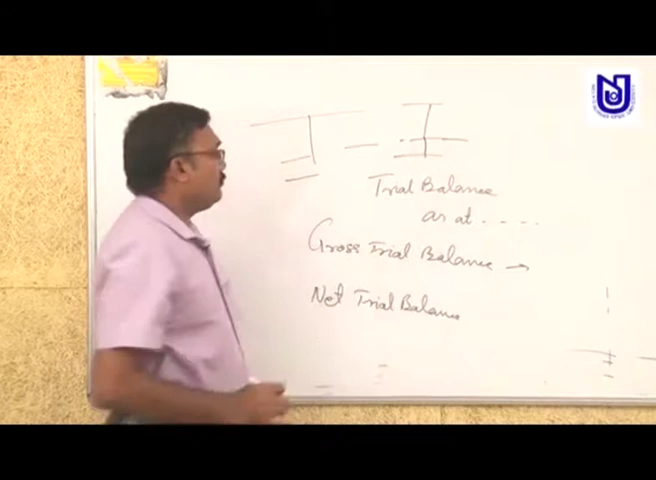 Trial Balance
as at . . . .
Gross Trial Balance →
Net Trial Balance